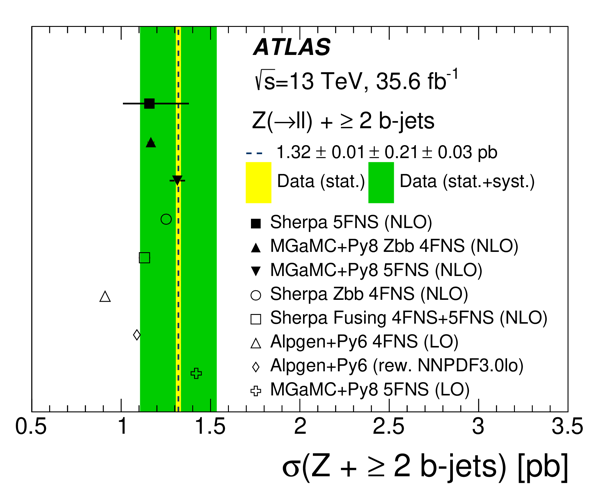 ATLAS
√s=13 TeV, 35.6 fb⁻¹
Z(→ll) + ≥ 2 b-jets
1.32 ± 0.01 ± 0.21 ± 0.03 pb
Data (stat.) Data (stat.+syst.)
Sherpa 5FNS (NLO)
MGaMC+Py8 Zbb 4FNS (NLO)
MGaMC+Py8 5FNS (NLO)
Sherpa Zbb 4FNS (NLO)
Sherpa Fusing 4FNS+5FNS (NLO)
Alpgen+Py6 4FNS (LO)
Alpgen+Py6 (rew. NNPDF3.0lo)
MGaMC+Py8 5FNS (LO)
0.5 1 1.5 2 2.5 3 3.5
σ(Z + ≥ 2 b-jets) [pb]